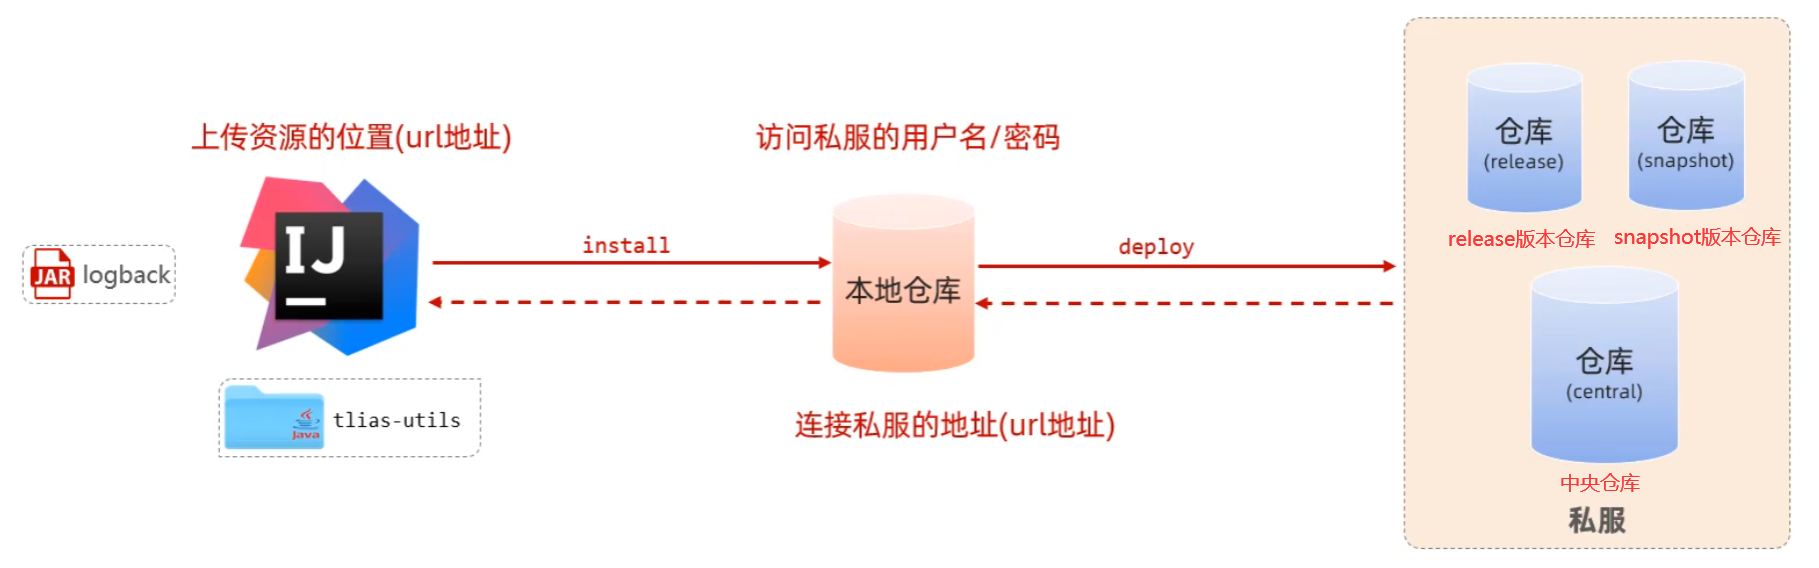 上传资源的位置(url地址)
IJ
JAR logback
Java
tlias-utils
install
访问私服的用户名/密码
本地仓库
连接私服的地址(url地址)
deploy
仓库
(release)
release版本仓库
仓库
(snapshot)
snapshot版本仓库
仓库
(central)
中央仓库
私服